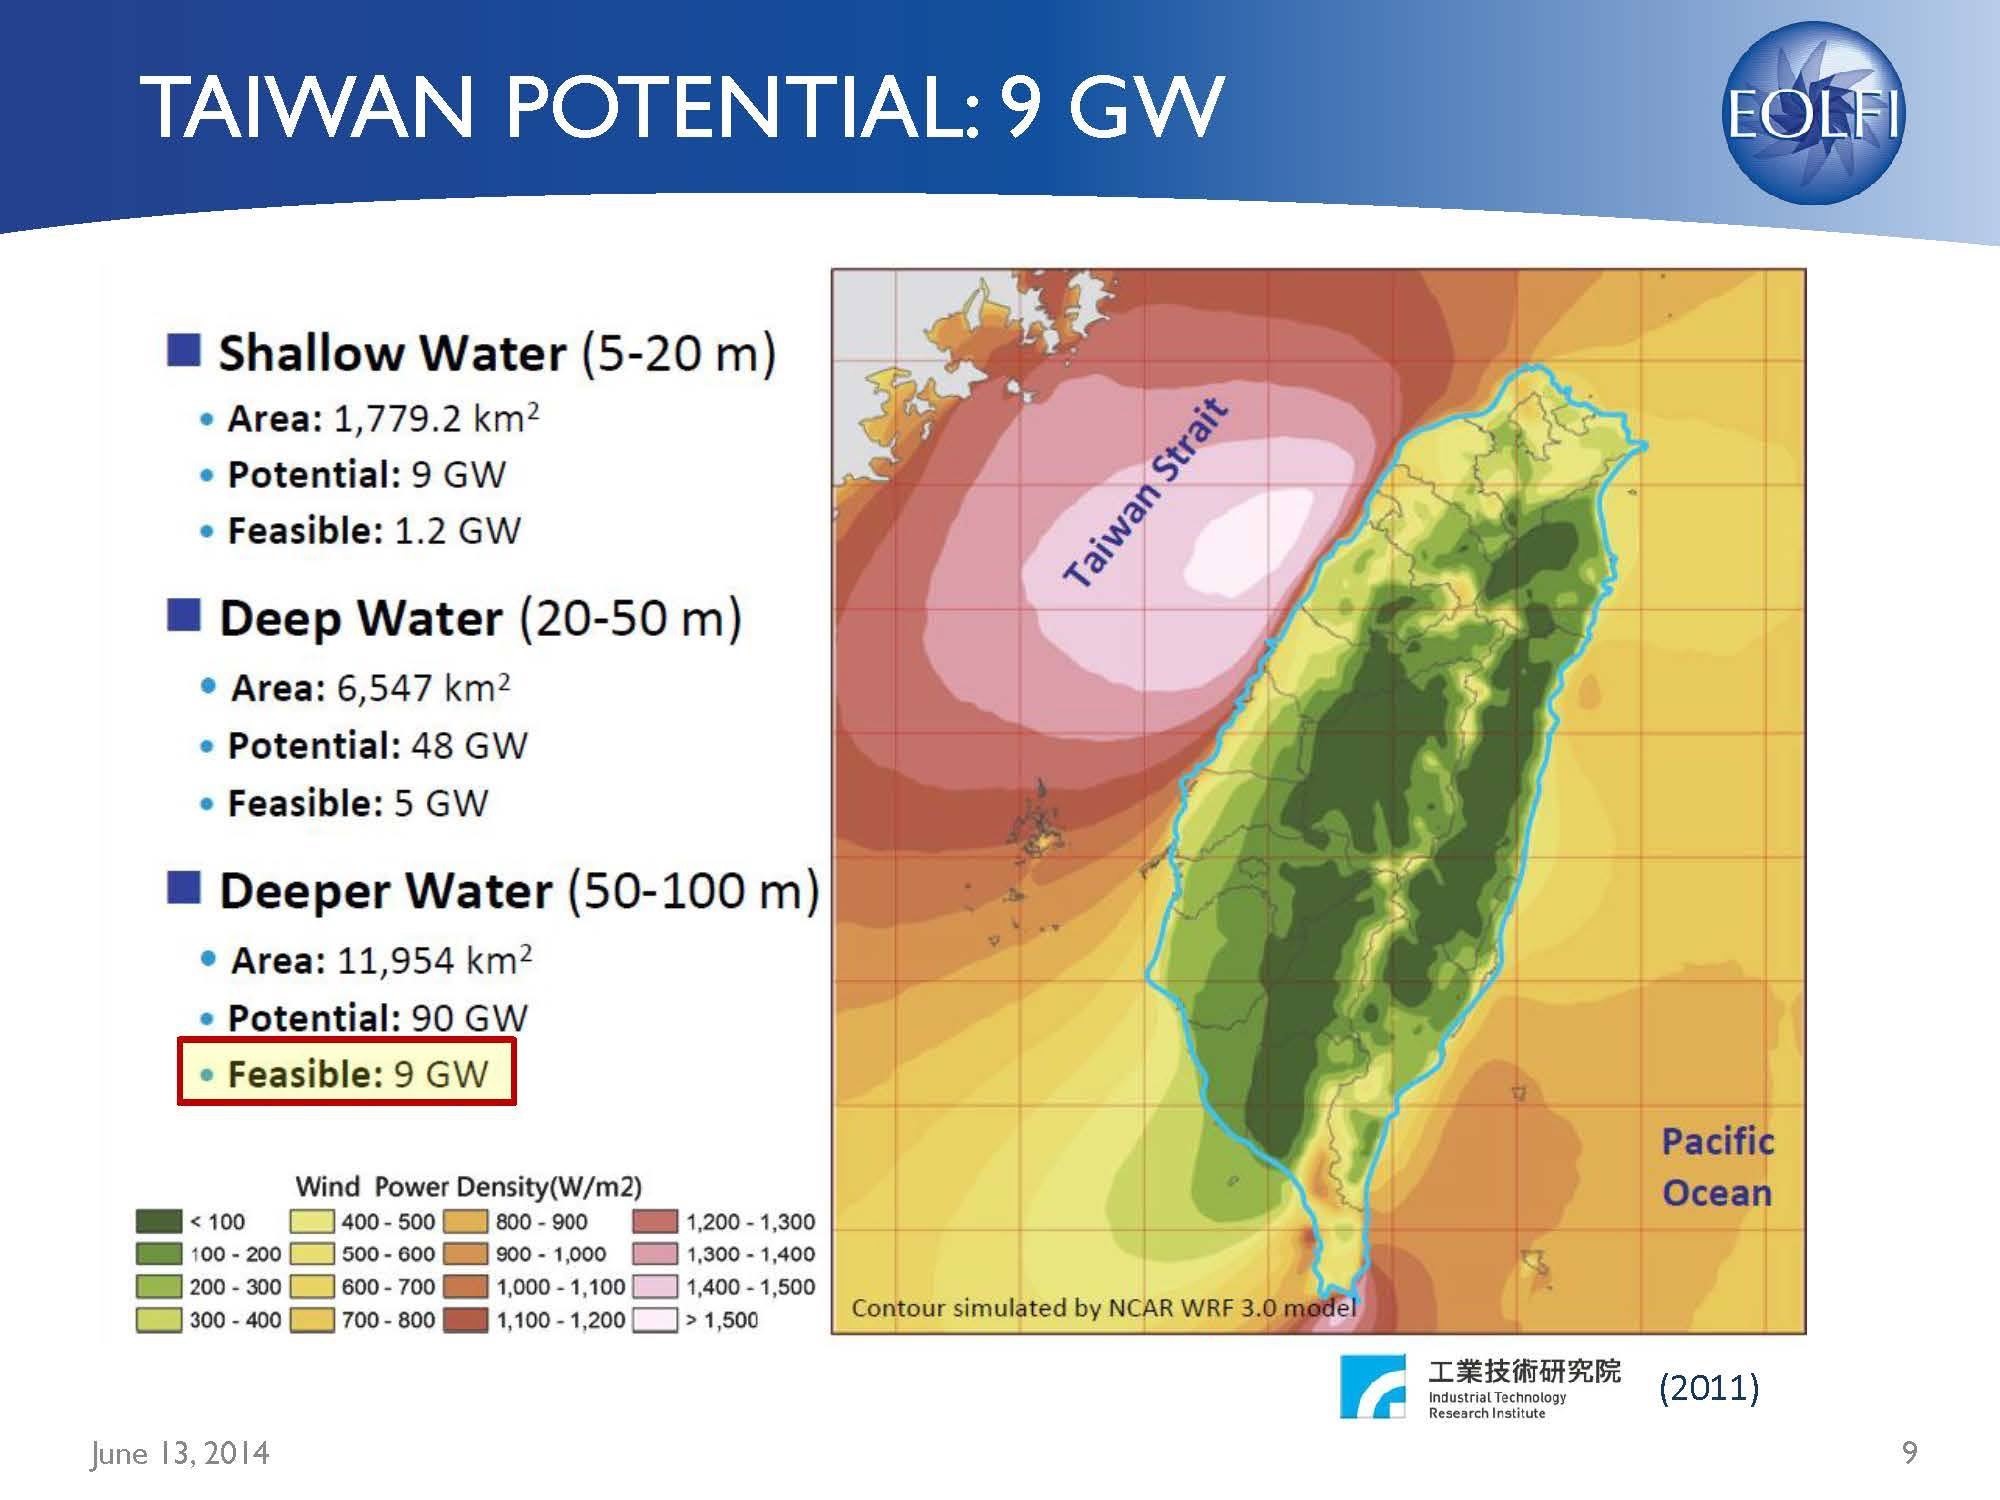 TAIWAN POTENTIAL: 9 GW
EOLFI
Shallow Water (5-20 m)
• Area: 1,779.2 km²
• Potential: 9 GW
• Feasible: 1.2 GW
Deep Water (20-50 m)
• Area: 6,547 km²
• Potential: 48 GW
• Feasible: 5 GW
Deeper Water (50-100 m)
• Area: 11,954 km²
• Potential: 90 GW
• Feasible: 9 GW
Wind Power Density(W/m2)
< 100 400 - 500 800 - 900 1,200 - 1,300
100 - 200 500 - 600 900 - 1,000 1,300 - 1,400
200 - 300 600 - 700 1,000 - 1,100 1,400 - 1,500
300 - 400 700 - 800 1,100 - 1,200 > 1,500
Taiwan Strait
Pacific
Ocean
Contour simulated by NCAR WRF 3.0 model
工業技術研究院
Industrial Technology
Research Institute
(2011)
June 13, 2014
9